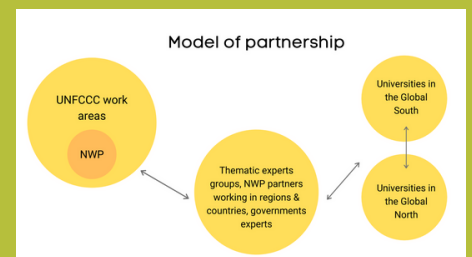 Model of partnership
UNFCCC work
areas
NWP
Thematic experts
groups, NWP partners
working in regions &
countries, governments
experts
Universities in
the Global
South
Universities in
the Global
North